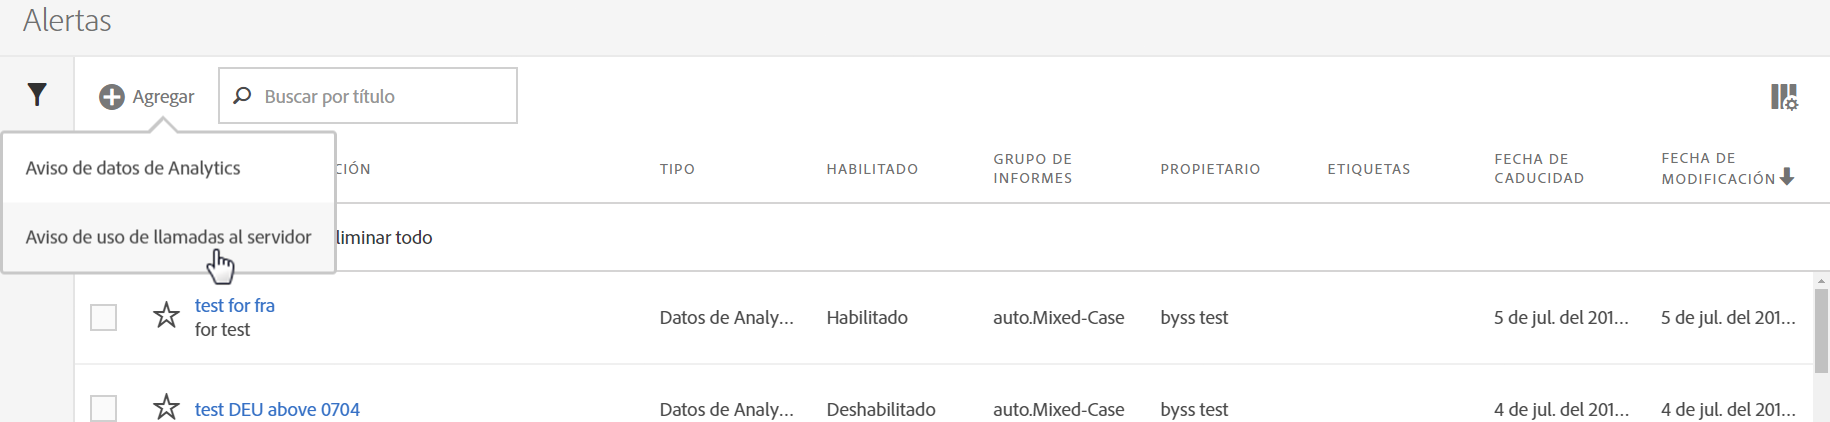 Alertas
Agregar
Buscar por título
Aviso de datos de Analytics
Aviso de uso de llamadas al servidor
CIÓN
TIPO
HABILITADO
GRUPO DE
INFORMES
PROPIETARIO
ETIQUETAS
FECHA DE
CADUCIDAD
FECHA DE
MODIFICACIÓN
liminar todo
test for fra
for test
Datos de Analy...
Habilitado
auto.Mixed-Case
byss test
5 de jul. del 201...
5 de jul. del 201...
test DEU above 0704
Datos de Analy...
Deshabilitado
auto.Mixed-Case
byss test
4 de jul. del 201...
4 de jul. del 201...